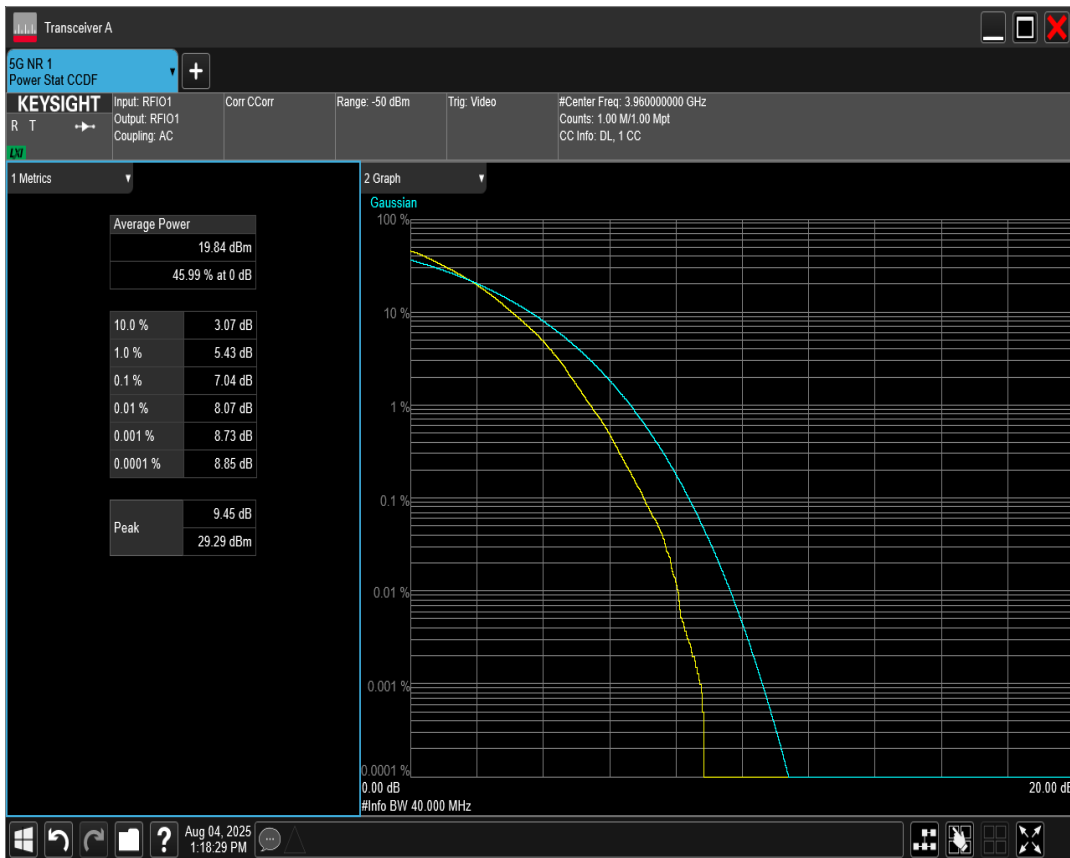 Transceiver A
5G NR 1
Power Stat CCDF
KEYSIGHT
R T
LXI
Input: RFIO1
Output: RFIO1
Coupling: AC
Corr CCorr
Range: -50 dBm
Trig: Video
#Center Freq: 3.960000000 GHz
Counts: 1.00 M/1.00 Mpt
CC Info: DL, 1 CC
1 Metrics
Average Power
19.84 dBm
45.99 % at 0 dB
10.0 % 3.07 dB
1.0 % 5.43 dB
0.1 % 7.04 dB
0.01 % 8.07 dB
0.001 % 8.73 dB
0.0001 % 8.85 dB
Peak
9.45 dB
29.29 dBm
2 Graph
Gaussian
100 %
10 %
1 %
0.1 %
0.01 %
0.001 %
0.0001 %
0.00 dB
20.00 dB
#Info BW 40.000 MHz
?
Aug 04, 2025
1:18:29 PM